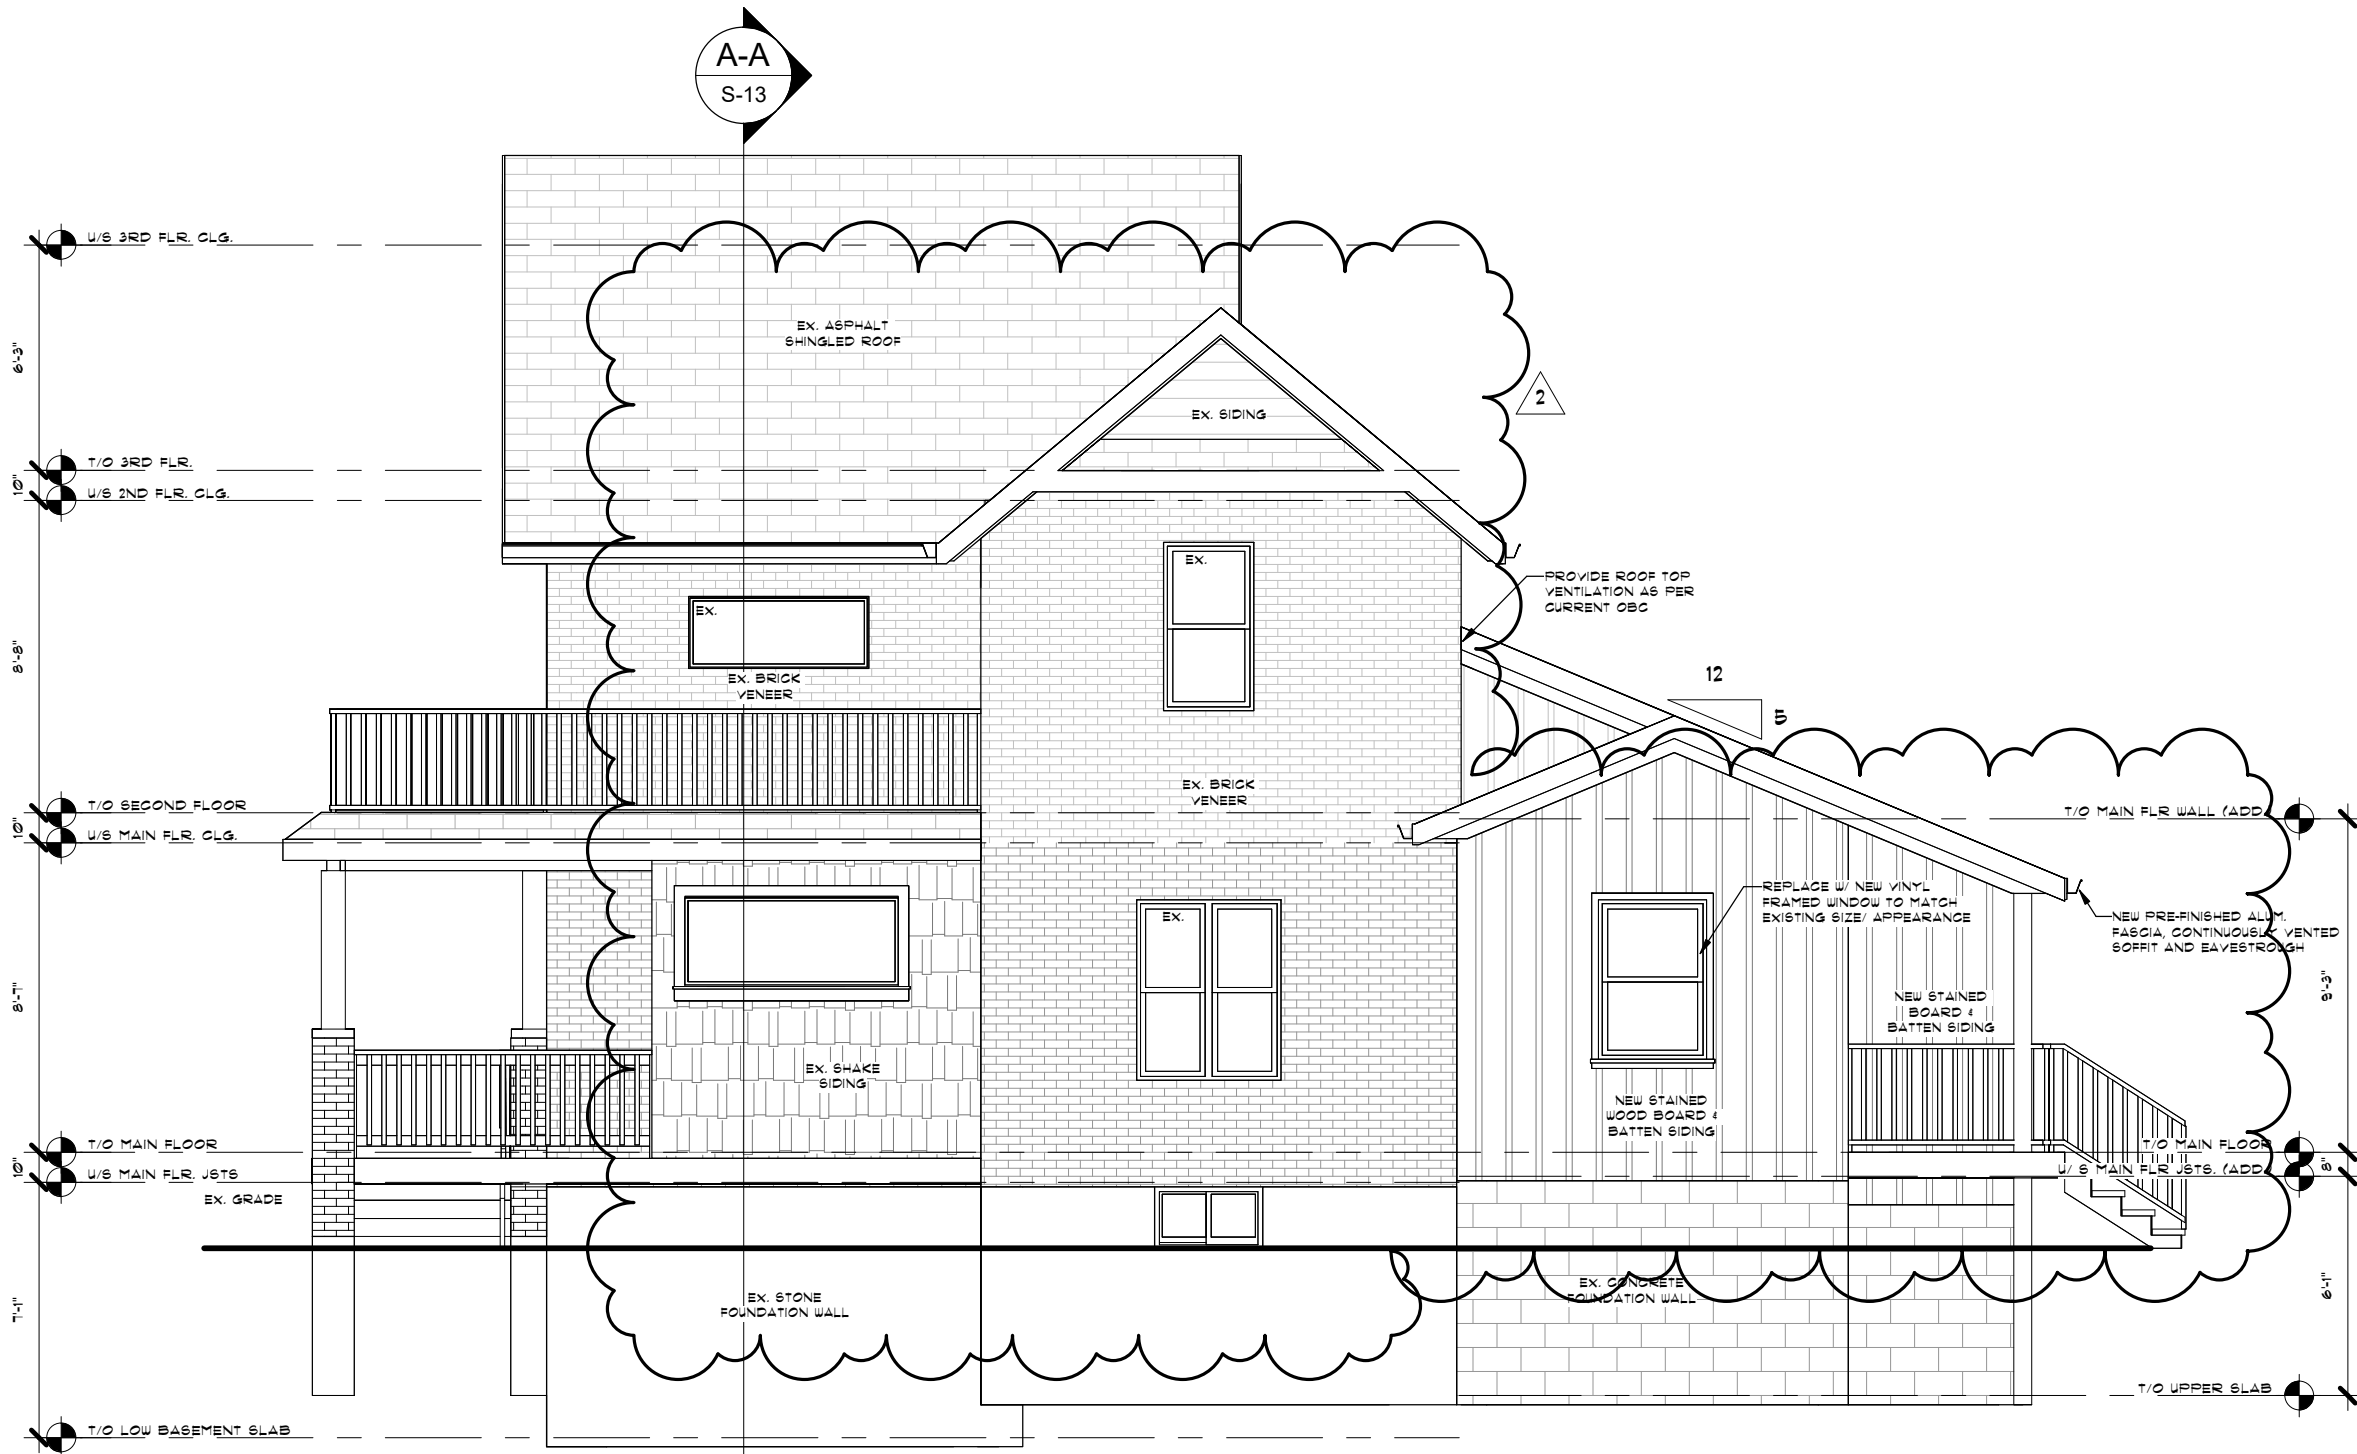 A-A
S-13
U/S 3RD FLR. CLG.
6'-3"
EX. ASPHALT
SHINGLED ROOF
2
EX. SIDING
T/O 3RD FLR.
10"
U/S 2ND FLR. CLG.
EX.
PROVIDE ROOF TOP
VENTILATION AS PER
CURRENT OBC
EX.
8'-8"
12
5
EX. BRICK
VENEER
EX. BRICK
VENEER
T/O SECOND FLOOR
10"
U/S MAIN FLR. CLG.
T/O MAIN FLR WALL (ADD
REPLACE W/ NEW VINYL
FRAMED WINDOW TO MATCH
EXISTING SIZE/ APPEARANCE
EX.
NEW PRE-FINISHED ALUM.
FASCIA, CONTINUOUSLY VENTED
SOFFIT AND EAVESTROUGH
8'-7"
9'-3"
NEW STAINED
BOARD &
BATTEN SIDING
EX. SHAKE
SIDING
NEW STAINED
WOOD BOARD &
BATTEN SIDING
T/O MAIN FLOOR
10"
U/S MAIN FLR. JSTS
T/O MAIN FLOOR
8"
U/ S MAIN FLR JSTS. (ADD
EX. GRADE
EX. STONE
FOUNDATION WALL
EX. CONCRETE
FOUNDATION WALL
7'-1"
6'-1"
T/O UPPER SLAB
T/O LOW BASEMENT SLAB